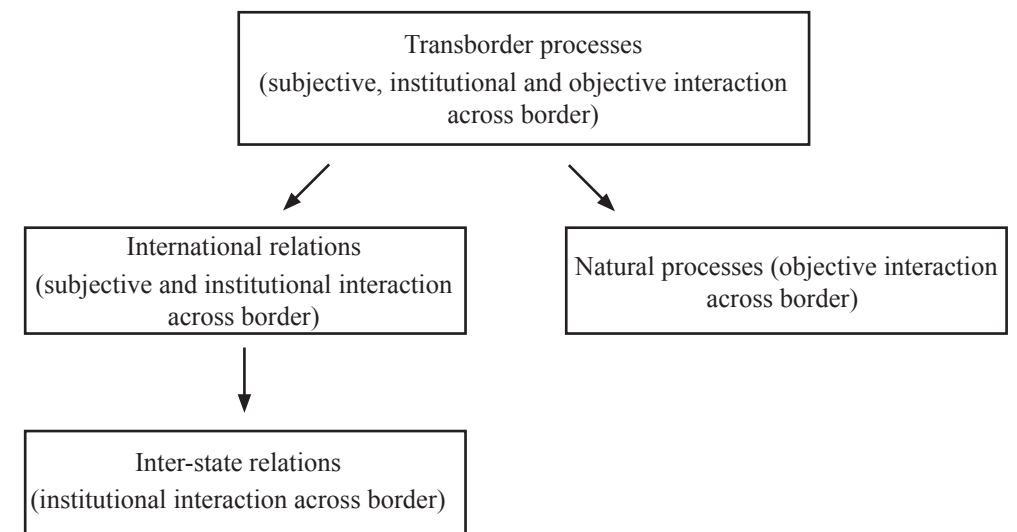 Transborder processes
(subjective, institutional and objective interaction
across border)
International relations
(subjective and institutional interaction
across border)
Natural processes (objective interaction
across border)
Inter-state relations
(institutional interaction across border)